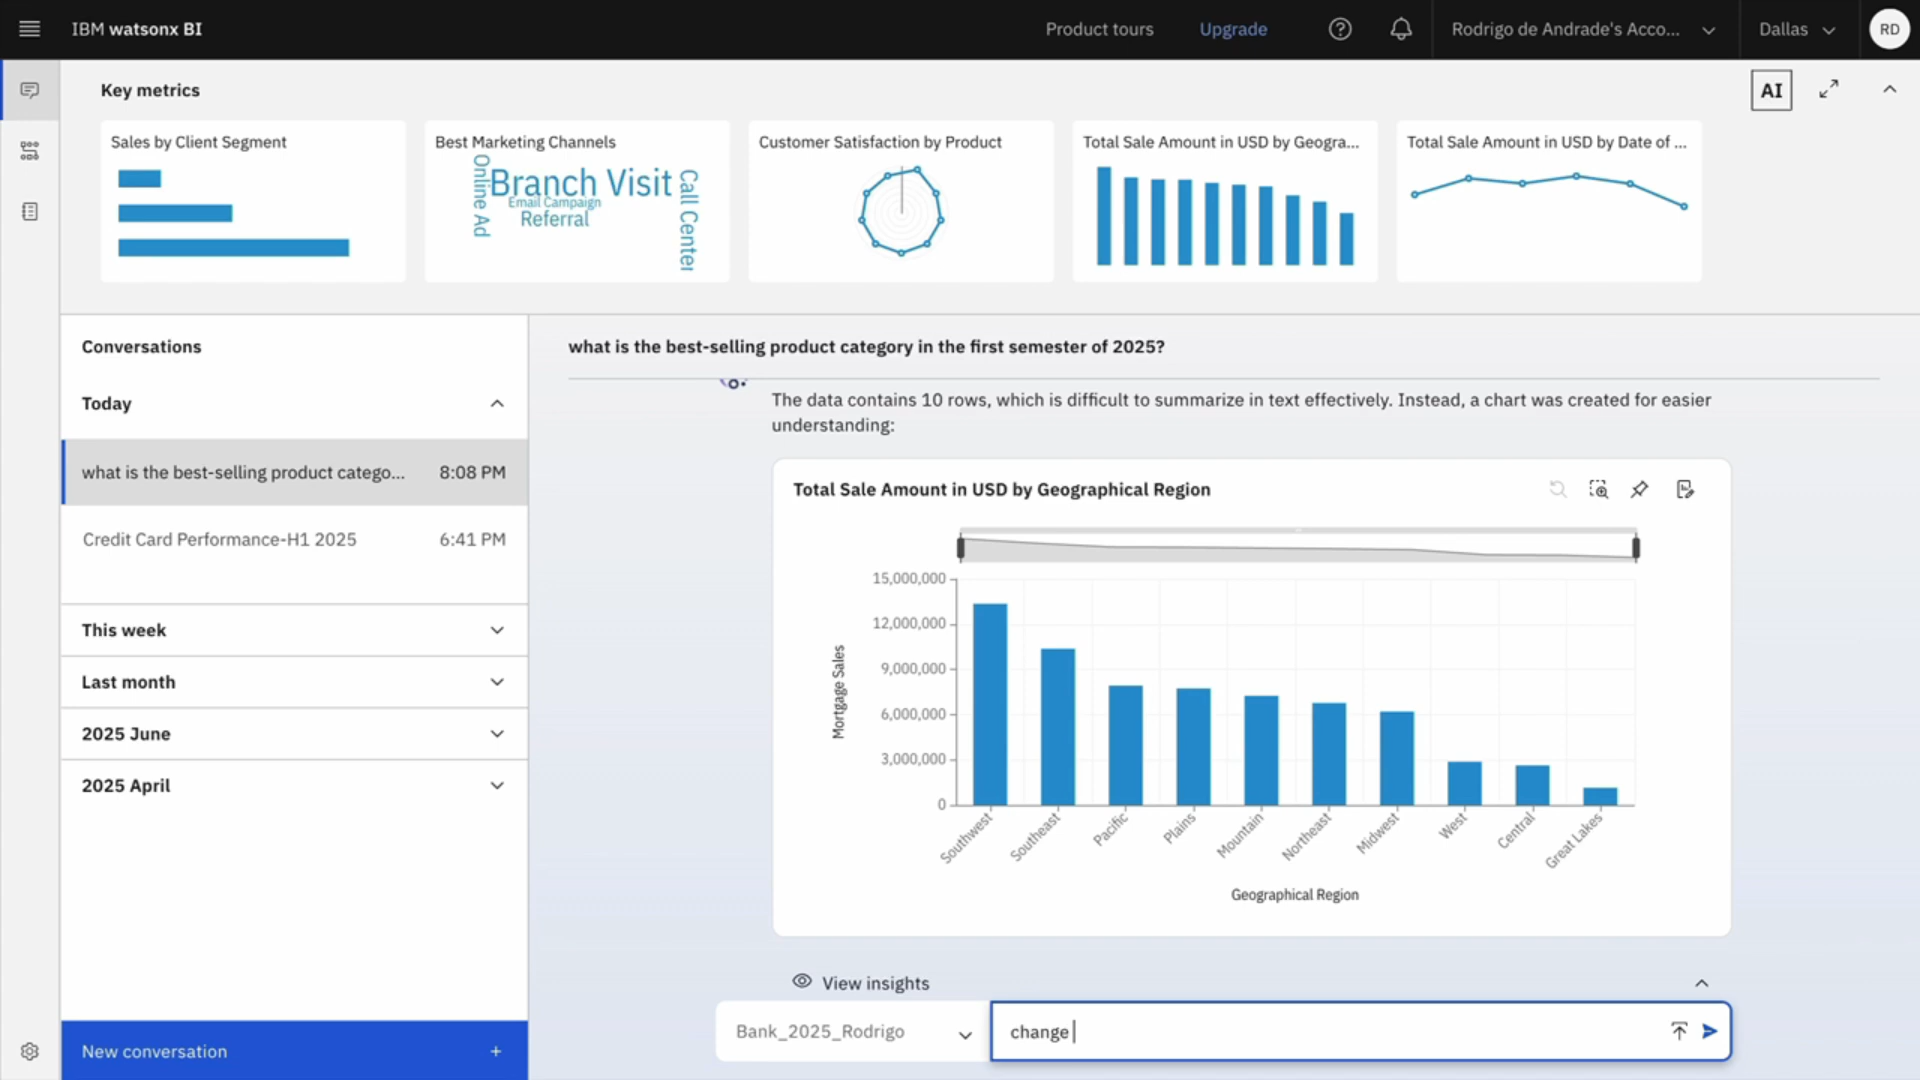 IBM watsonx BI
Product tours
Upgrade
Rodrigo de Andrade's Acco...
Dallas
RD
Key metrics
AI
Sales by Client Segment
Best Marketing Channels
Online Ad
Branch Visit
Email Campaign
Referral
Call Center
Customer Satisfaction by Product
Total Sale Amount in USD by Geogra...
Total Sale Amount in USD by Date of ...
Conversations
Today
what is the best-selling product catego... 8:08 PM
Credit Card Performance-H1 2025 6:41 PM
This week
Last month
2025 June
2025 April
New conversation +
what is the best-selling product category in the first semester of 2025?
The data contains 10 rows, which is difficult to summarize in text effectively. Instead, a chart was created for easier
understanding:
Total Sale Amount in USD by Geographical Region
15,000,000
12,000,000
9,000,000
6,000,000
3,000,000
0
Mortgage Sales
Southwest
Southeast
Pacific
Plains
Mountain
Northeast
Midwest
West
Central
Great Lakes
Geographical Region
View insights
Bank_2025_Rodrigo
change